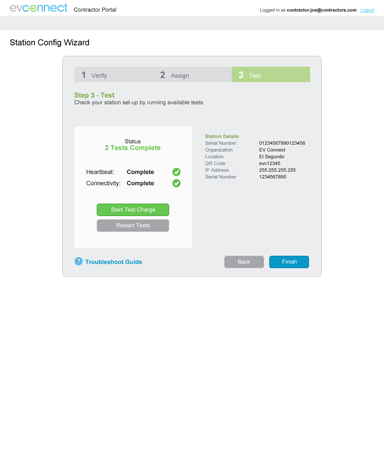 evconnect Contractor Portal
Logged in as contractor.joe@contractors.com Logout
Station Config Wizard
1 Verify 2 Assign 3 Test
Step 3 - Test
Check your station set-up by running available tests
Status
2 Tests Complete
Heartbeat: Complete
Connectivity: Complete
Start Test Charge
Restart Tests
Station Details
Serial Number 01234567890123456
Organization EV Connect
Location El Segundo
QR Code evc12345
IP Address 255.255.255.255
Serial Number 1234567890
? Troubleshoot Guide
Back Finish